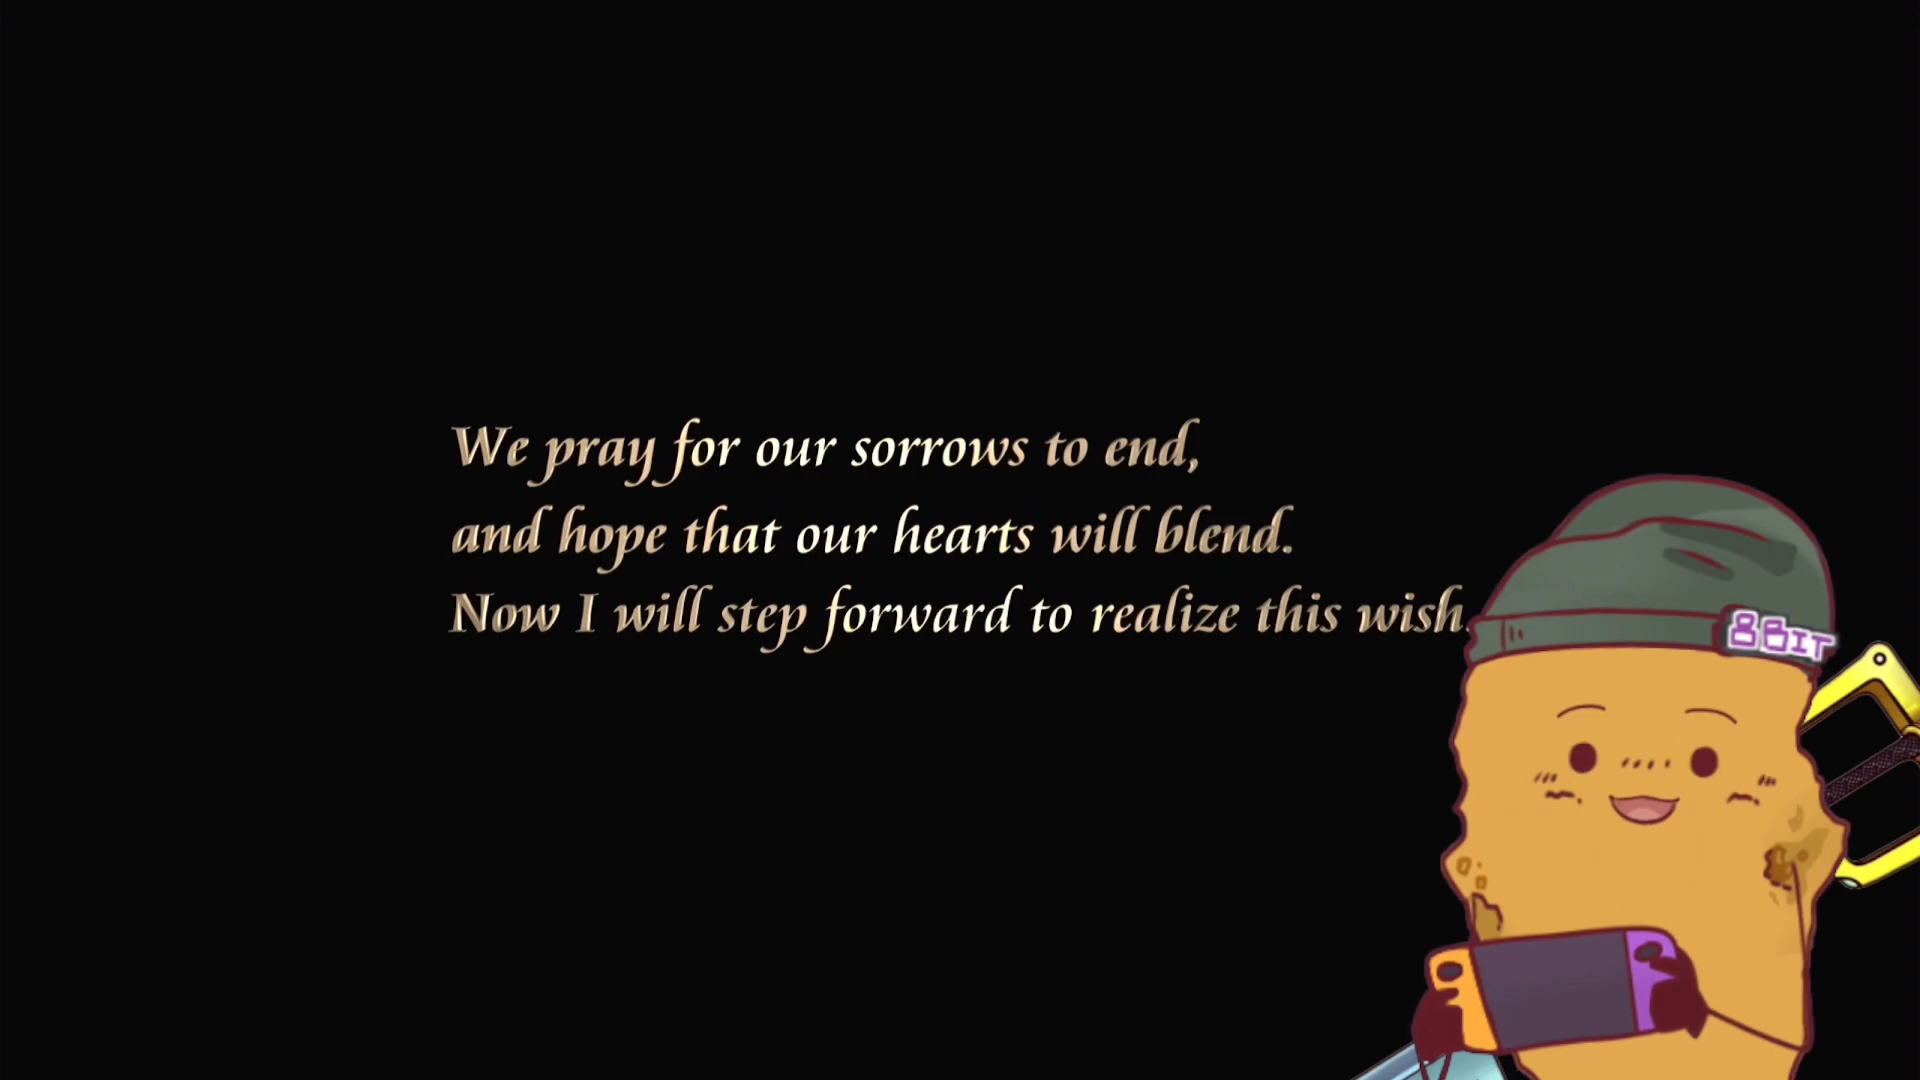 We pray for our sorrows to end,
and hope that our hearts will blend.
Now I will step forward to realize this wish.
8BIT